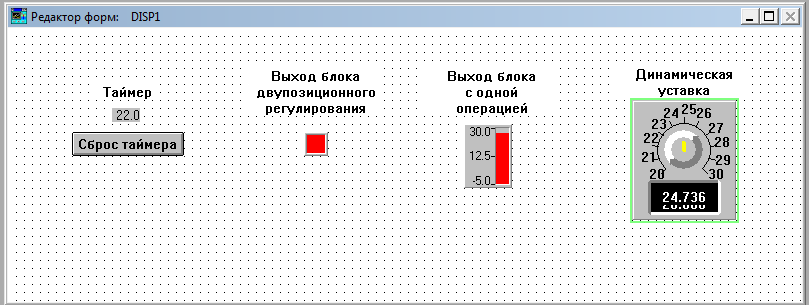 Редактор форм: DISP1
Таймер
22.0
Сброс таймера
Выход блока
двупозиционного
регулирования
Выход блока
с одной
операцией
30.0
12.5
-5.0
Динамическая
уставка
20
21
22
23
24
25
26
27
28
29
30
24.736